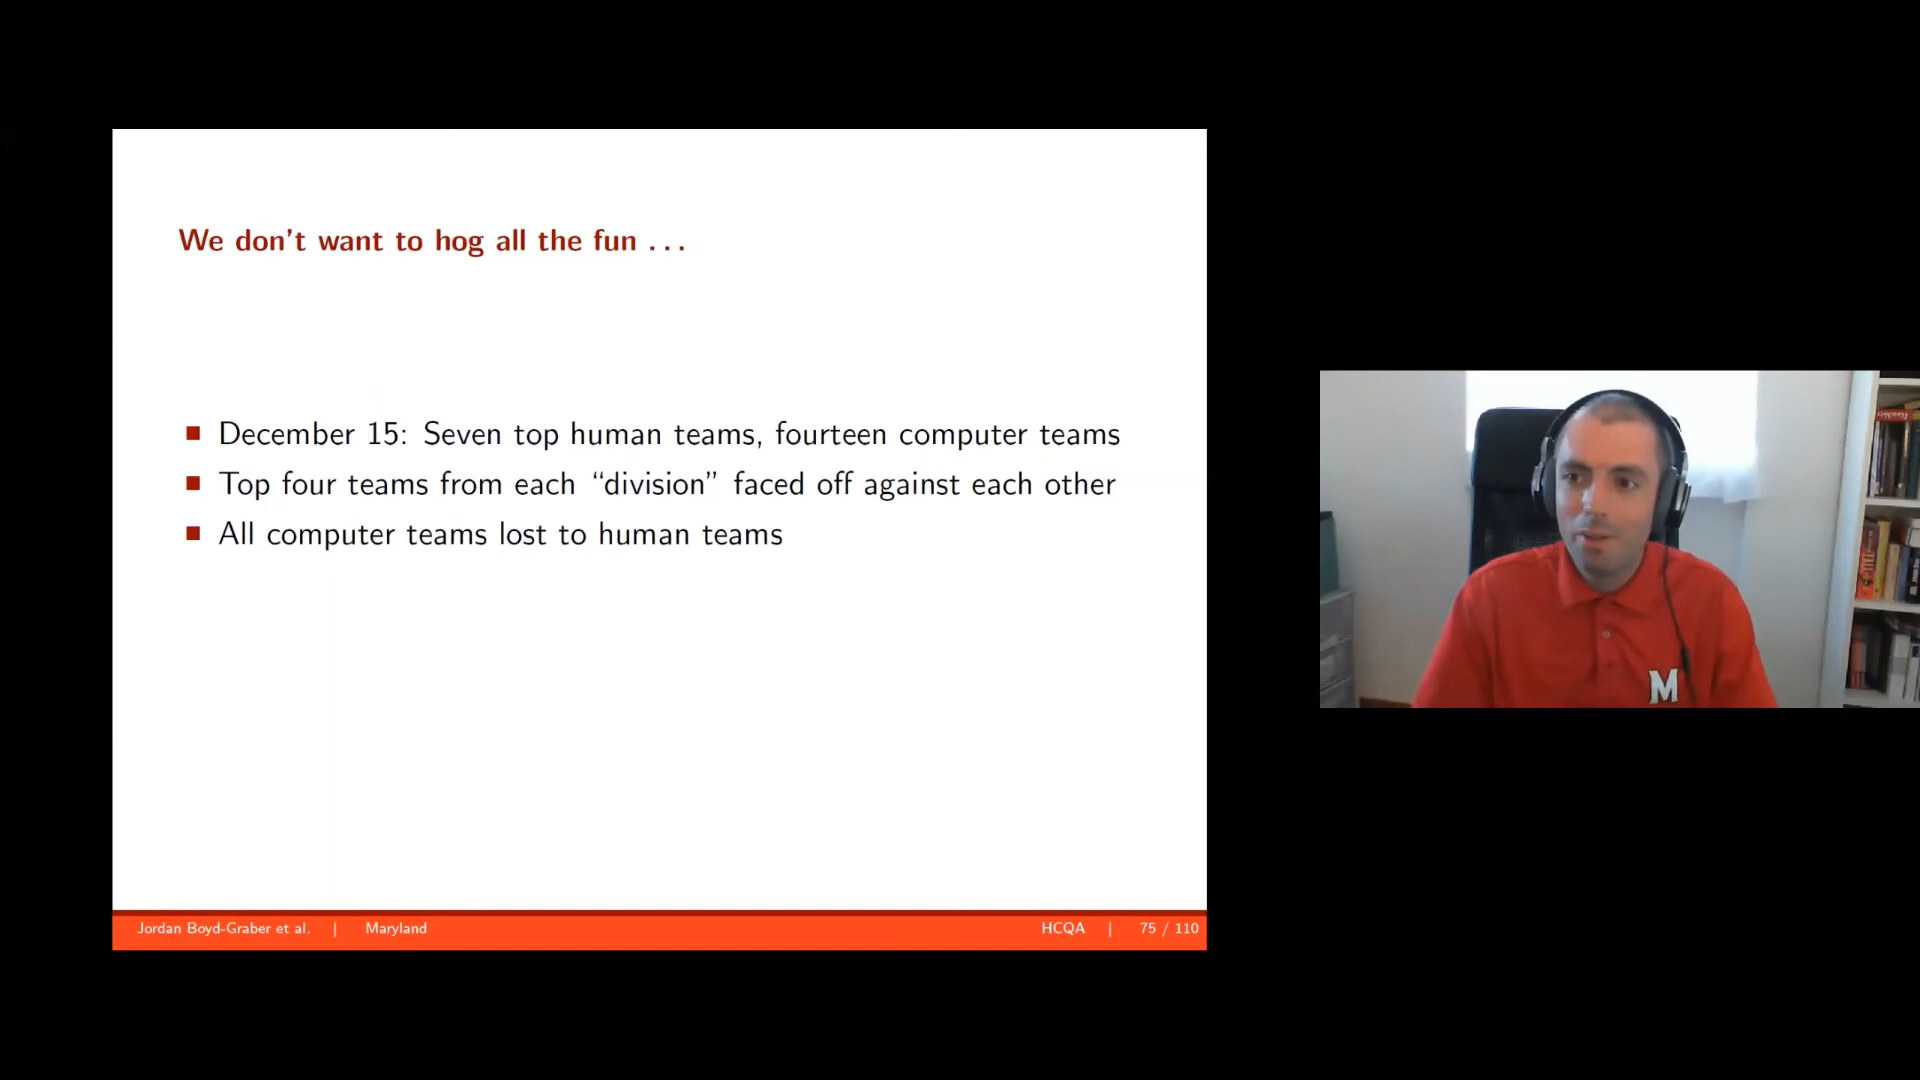 We don't want to hog all the fun . . .
■ December 15: Seven top human teams, fourteen computer teams
■ Top four teams from each “division” faced off against each other
■ All computer teams lost to human teams
Jordan Boyd-Graber et al. | Maryland HCQA | 75 / 110
M